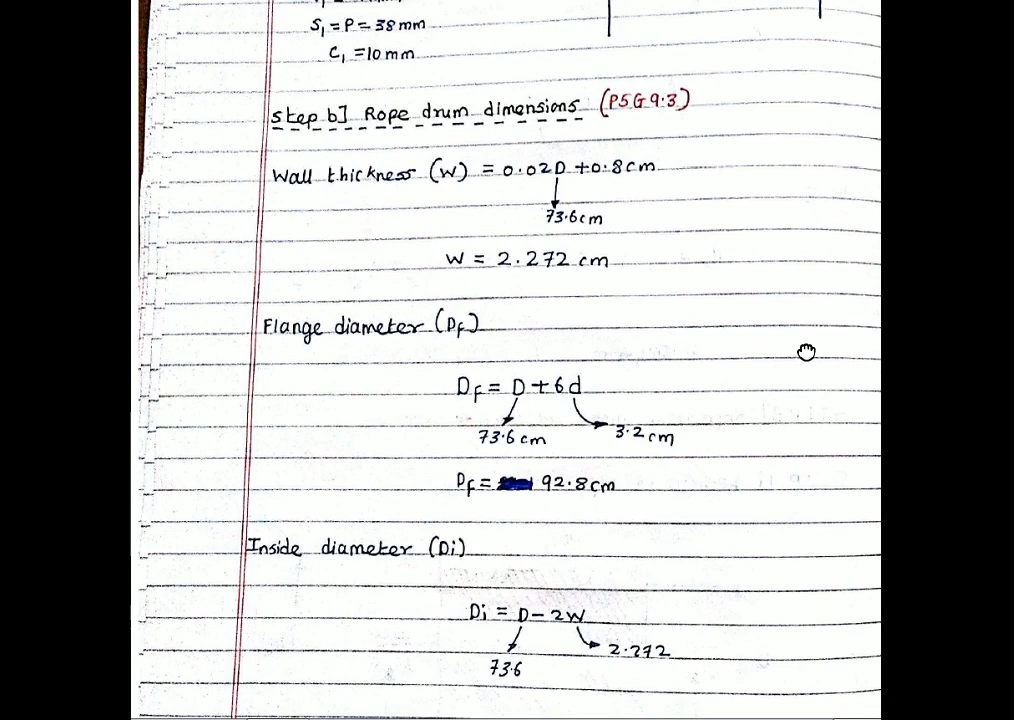 S₁ = P = 38 mm
C₁ = 10 mm
Step b] Rope drum dimensions (PSG 9.3)
Wall thickness (W) = 0.02D + 0.8cm
73.6cm
W = 2.272 cm
Flange diameter (Df)
Df = D + 6d
73.6 cm 3.2 cm
Df = 92.8cm
Inside diameter (Di)
Di = D - 2W
2.272
73.6